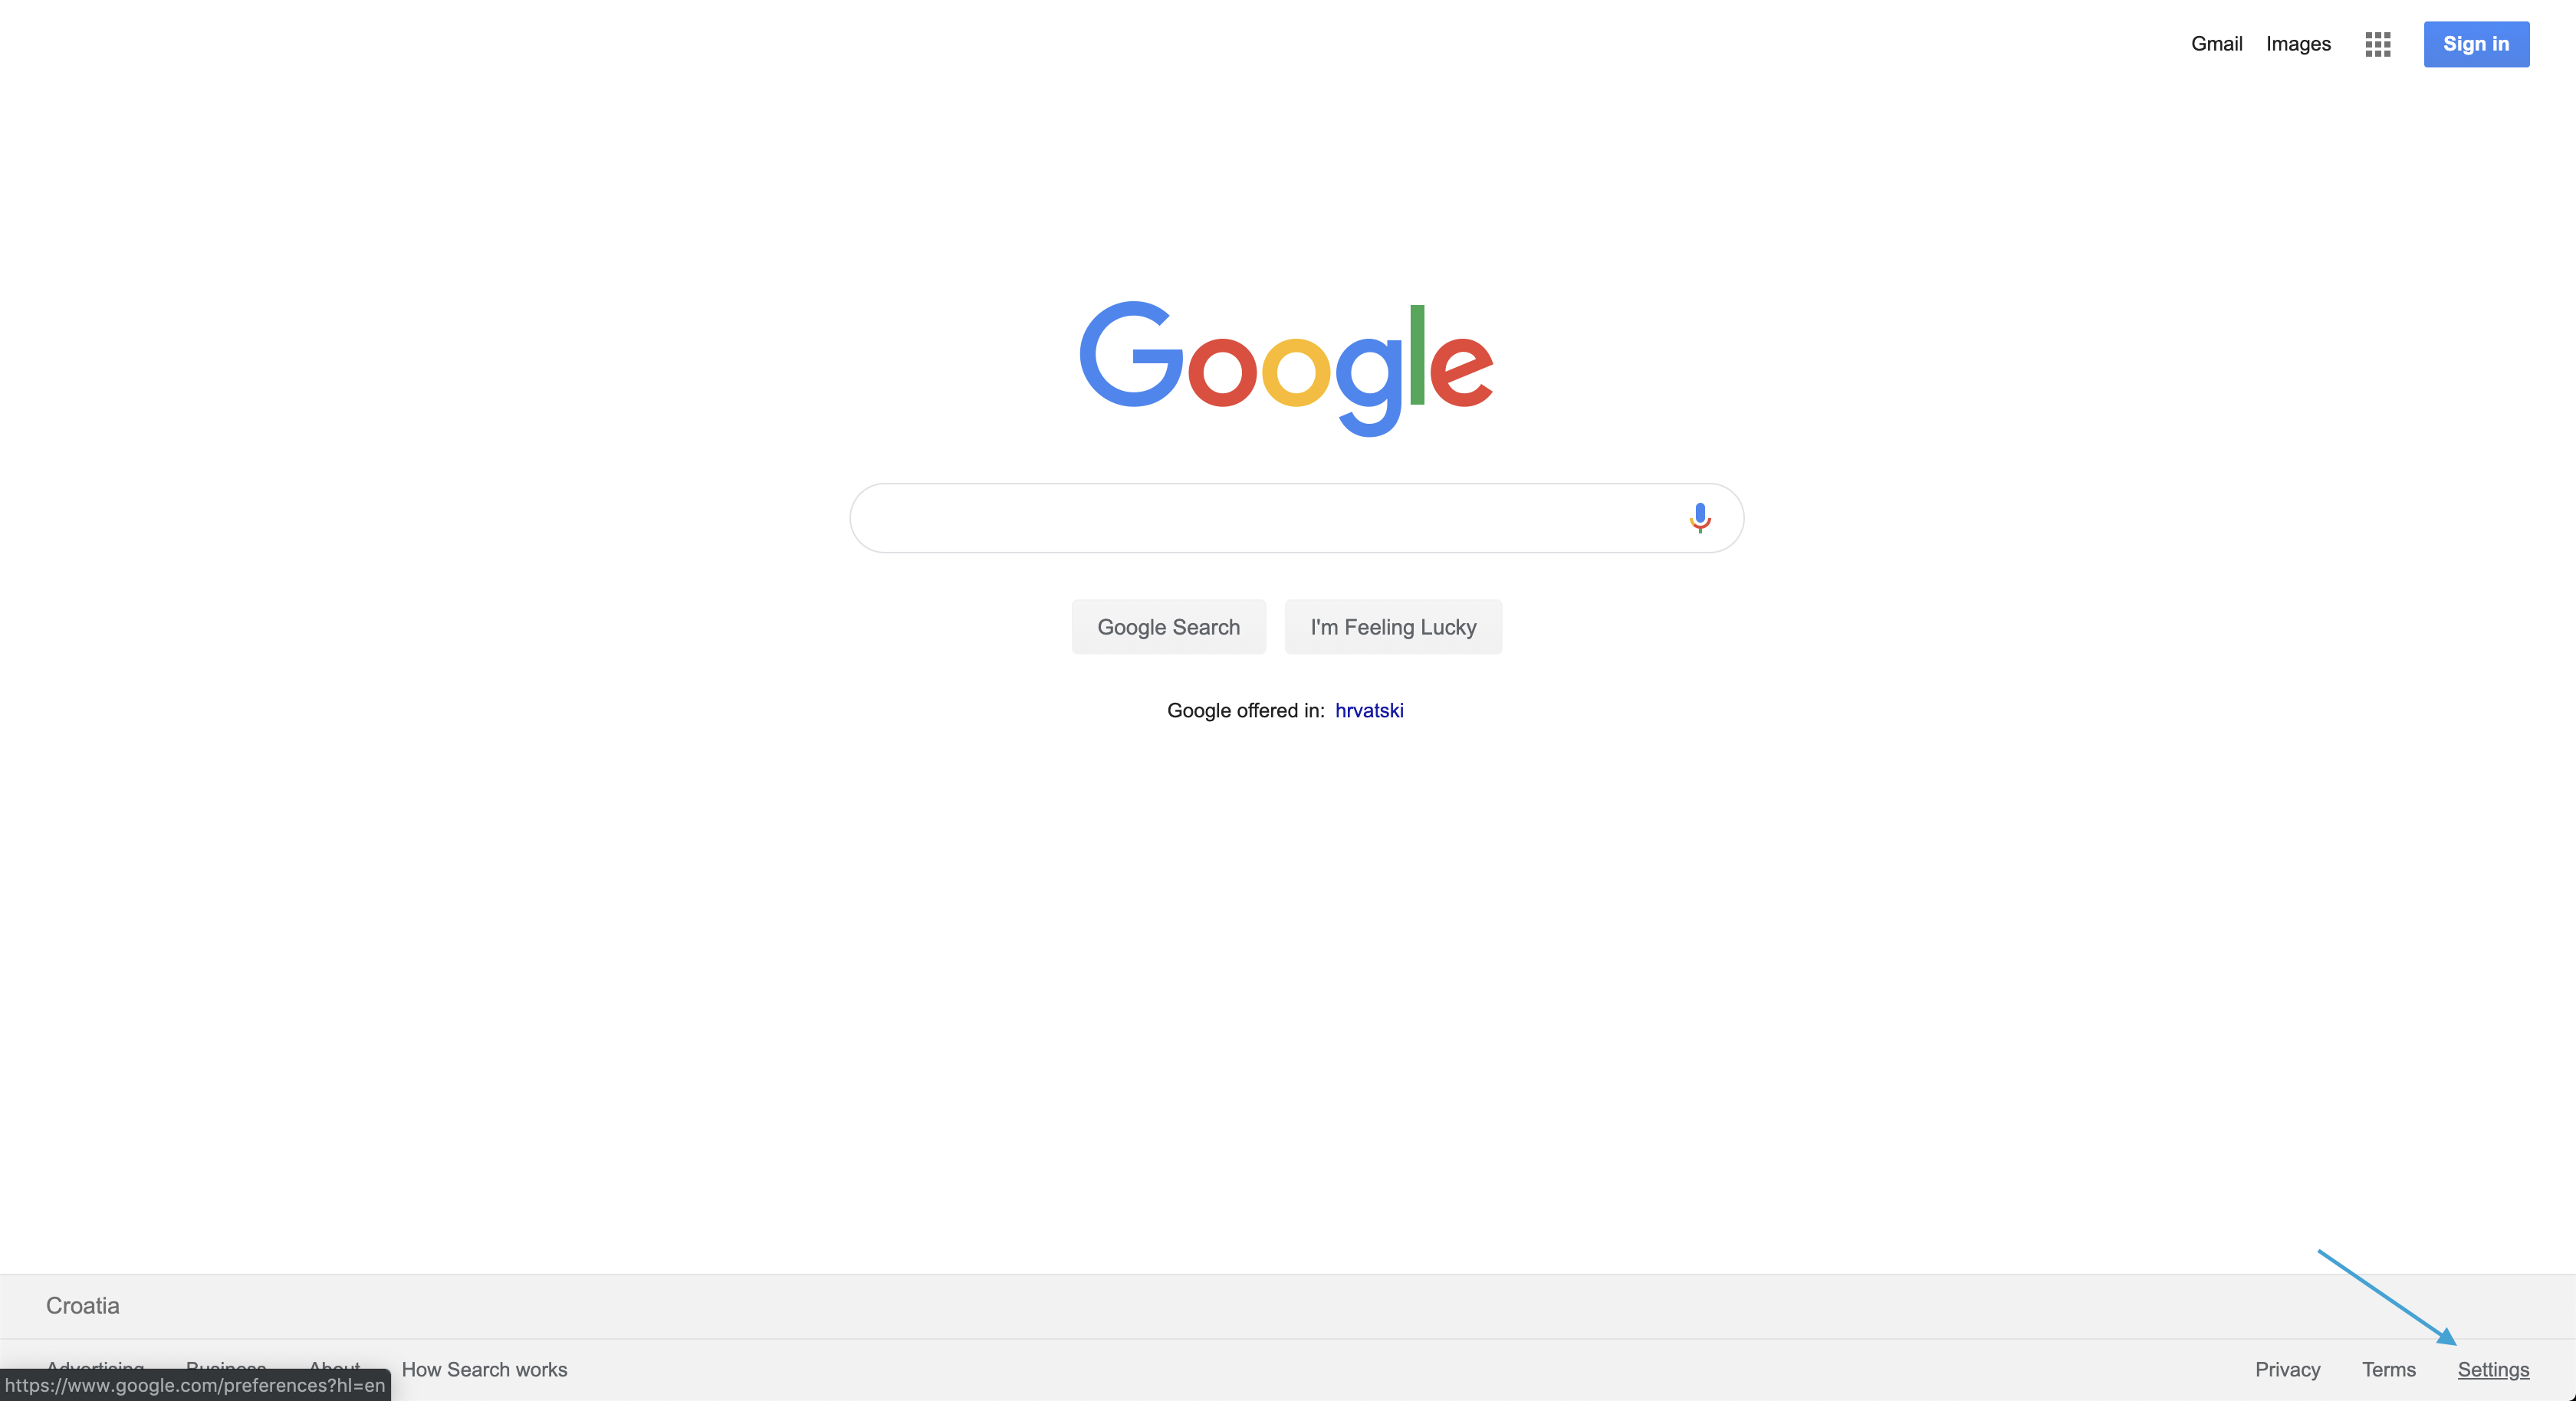 Gmail Images Sign in
Google
Google Search I'm Feeling Lucky
Google offered in: hrvatski
Croatia
Advertising Business About How Search works Privacy Terms Settings
https://www.google.com/preferences?hl=en